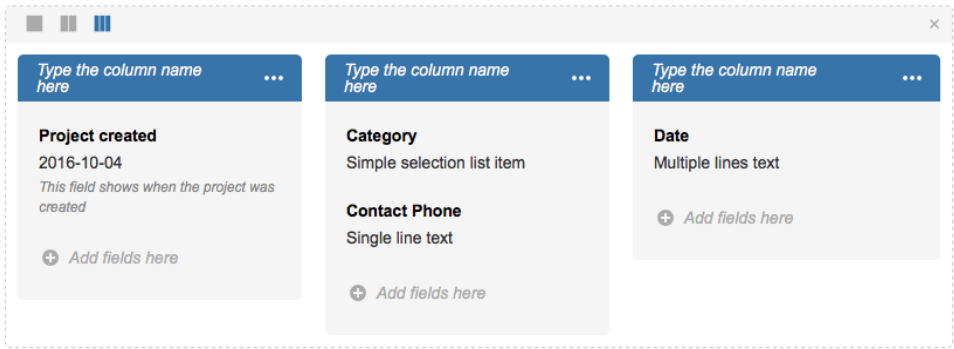 Type the column name
here
Project created
2016-10-04
This field shows when the project was
created
Add fields here
Type the column name
here
Category
Simple selection list item
Contact Phone
Single line text
Add fields here
Type the column name
here
Date
Multiple lines text
Add fields here